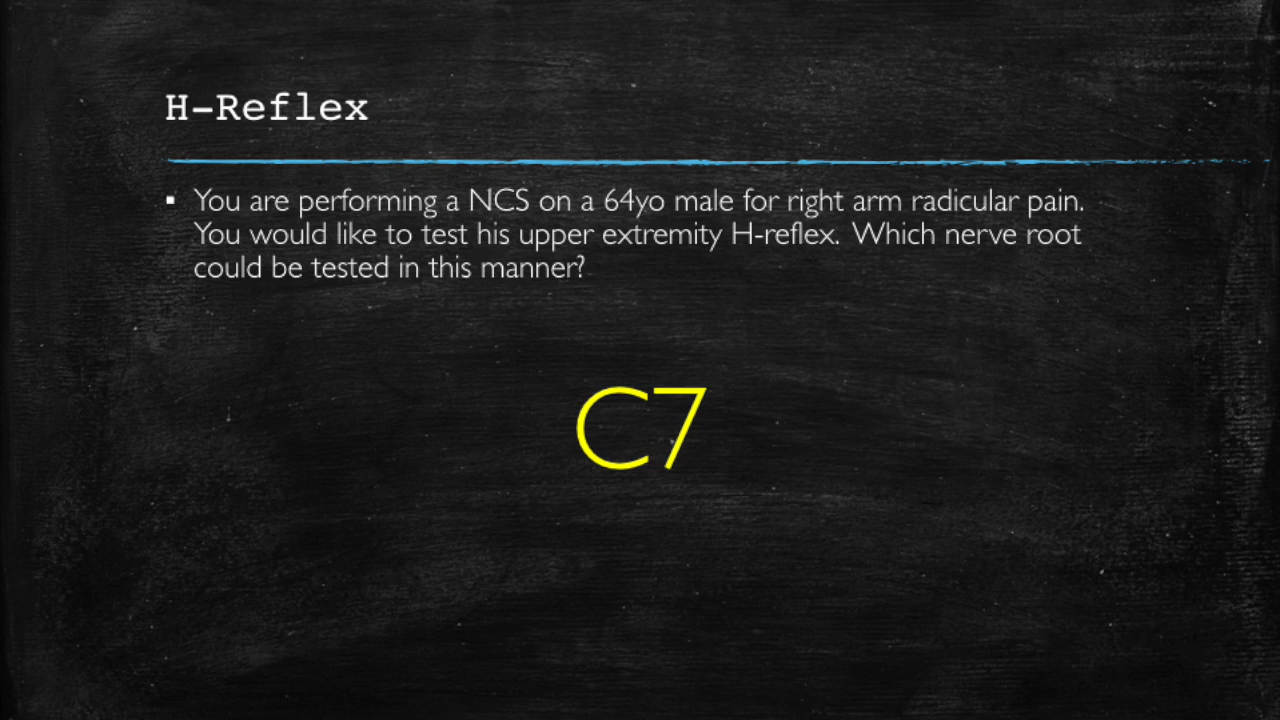 H-Reflex
▪ You are performing a NCS on a 64yo male for right arm radicular pain.
You would like to test his upper extremity H-reflex. Which nerve root
could be tested in this manner?
C7